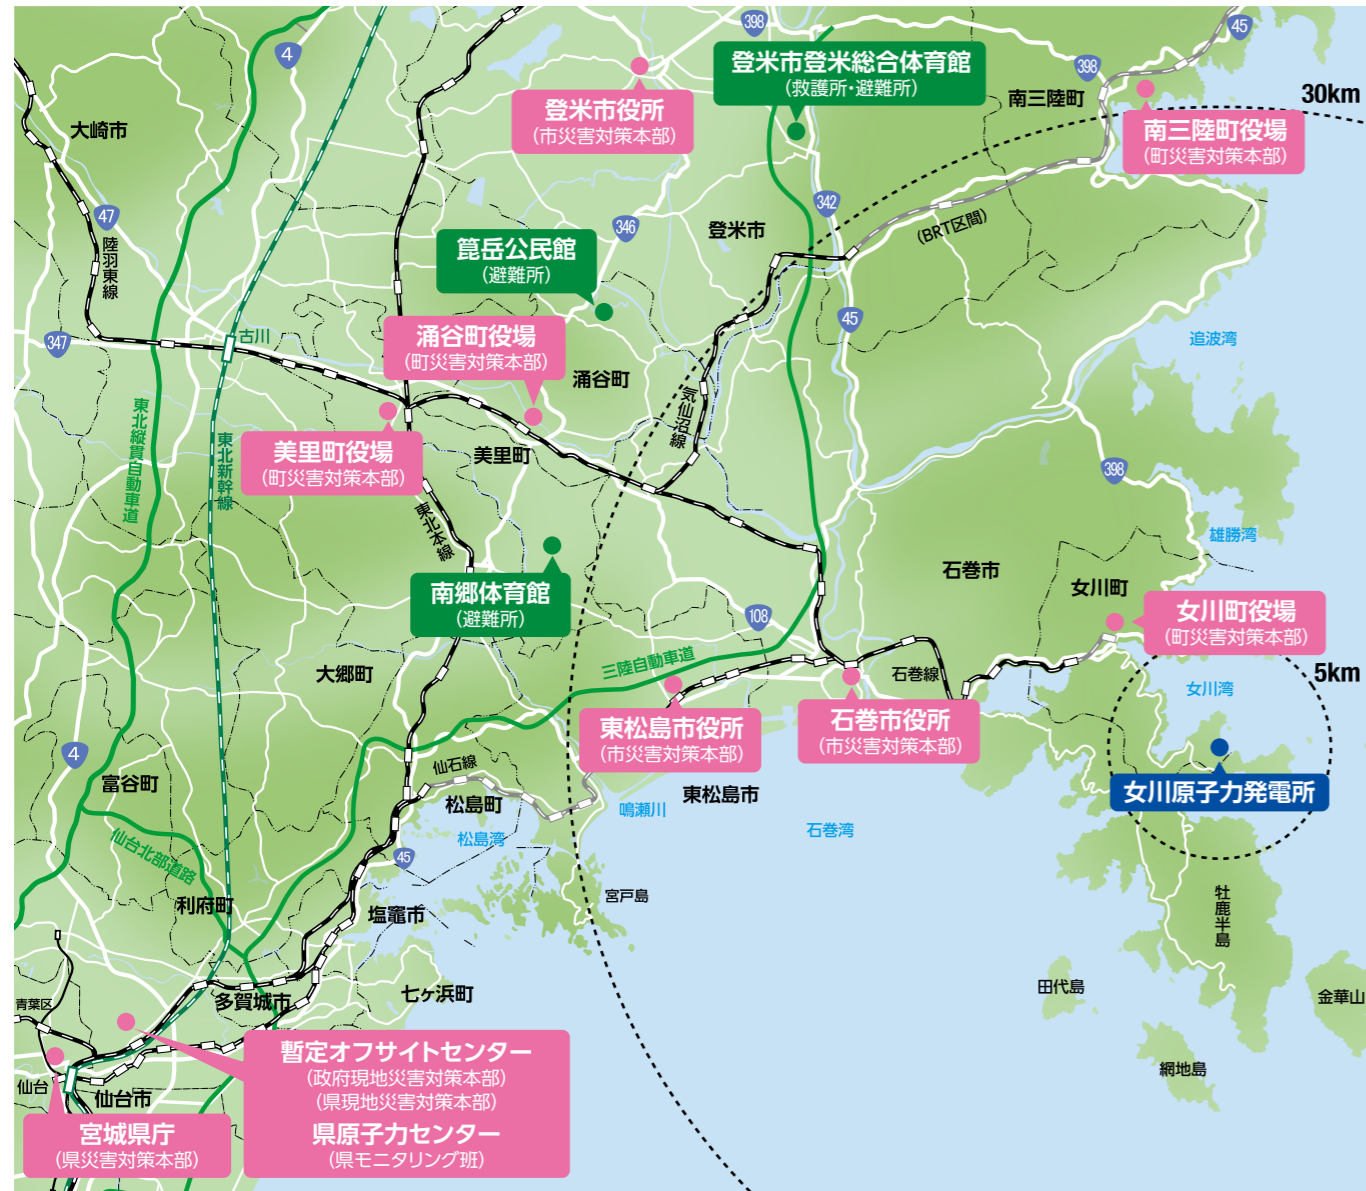 398
45
4
登米市登米総合体育館
(救護所・避難所)
398
南三陸町
30km
登米市役所
(市災害対策本部)
大崎市
南三陸町役場
(町災害対策本部)
47
陸羽東線
346
登米市
342
(BRT区間)
箟岳公民館
(避難所)
347
古川
涌谷町役場
(町災害対策本部)
45
追波湾
涌谷町
気仙沼線
東北縦貫自動車道
東北新幹線
美里町役場
(町災害対策本部)
美里町
398
東北本線
雄勝湾
石巻市
女川町
南郷体育館
(避難所)
108
女川町役場
(町災害対策本部)
大郷町
三陸自動車道
石巻線
女川湾
5km
東松島市役所
(市災害対策本部)
石巻市役所
(市災害対策本部)
4
富谷町
仙石線
松島町
鳴瀬川
東松島市
女川原子力発電所
松島湾
石巻湾
仙台北部道路
45
利府町
塩竈市
宮戸島
牡鹿半島
青葉区
多賀城市
七ヶ浜町
田代島
金華山
暫定オフサイトセンター
(政府現地災害対策本部)
(県現地災害対策本部)
県原子力センター
(県モニタリング班)
網地島
仙台
仙台市
宮城県庁
(県災害対策本部)